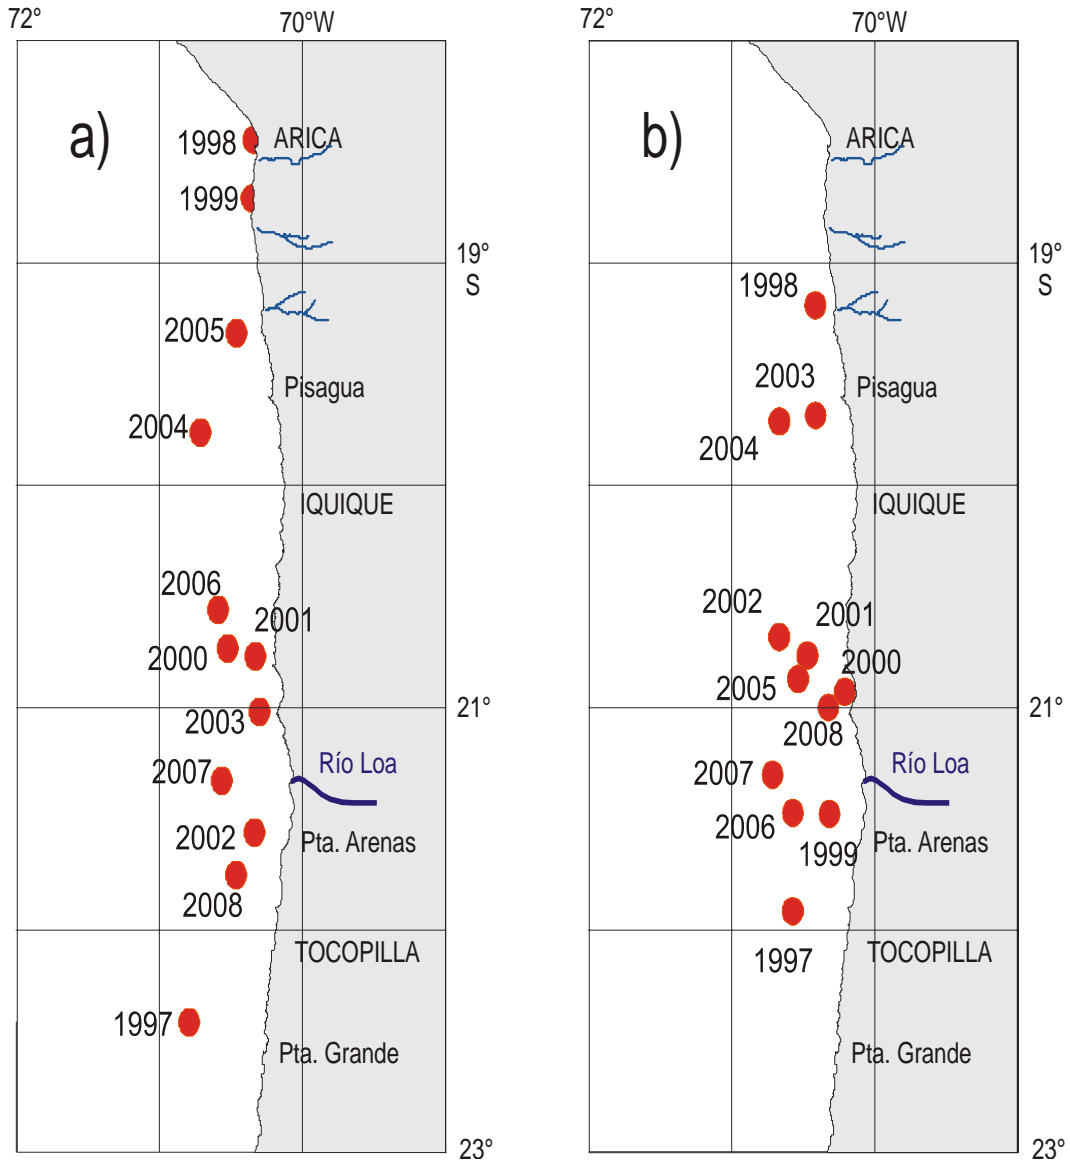 72°
70°W
a)
1998
ARICA
1999
19°
S
2005
Pisagua
2004
IQUIQUE
2006
2001
2000
21°
2003
Río Loa
2007
2002
Pta. Arenas
2008
TOCOPILLA
1997
Pta. Grande
23°
72°
70°W
b)
ARICA
19°
S
1998
2003
Pisagua
2004
IQUIQUE
2002
2001
2000
2005
21°
2008
Río Loa
2007
2006
Pta. Arenas
1999
TOCOPILLA
1997
Pta. Grande
23°